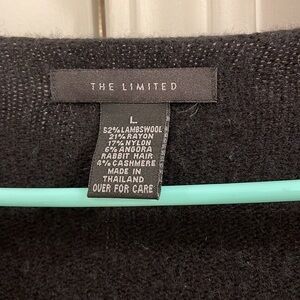 THE LIMITED
L
52% LAMBSWOOL
21% RAYON
17% NYLON
6% ANGORA
RABBIT HAIR
4% CASHMERE
MADE IN
THAILAND
OVER FOR CARE